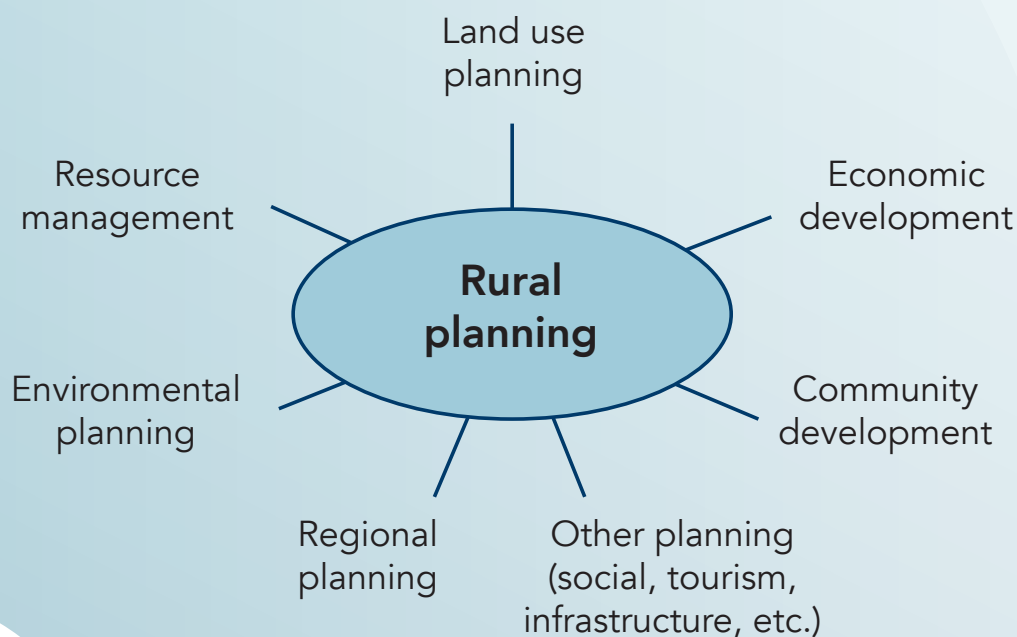 Land use
planning
Resource
management
Economic
development
Rural
planning
Environmental
planning
Community
development
Regional
planning
Other planning
(social, tourism,
infrastructure, etc.)